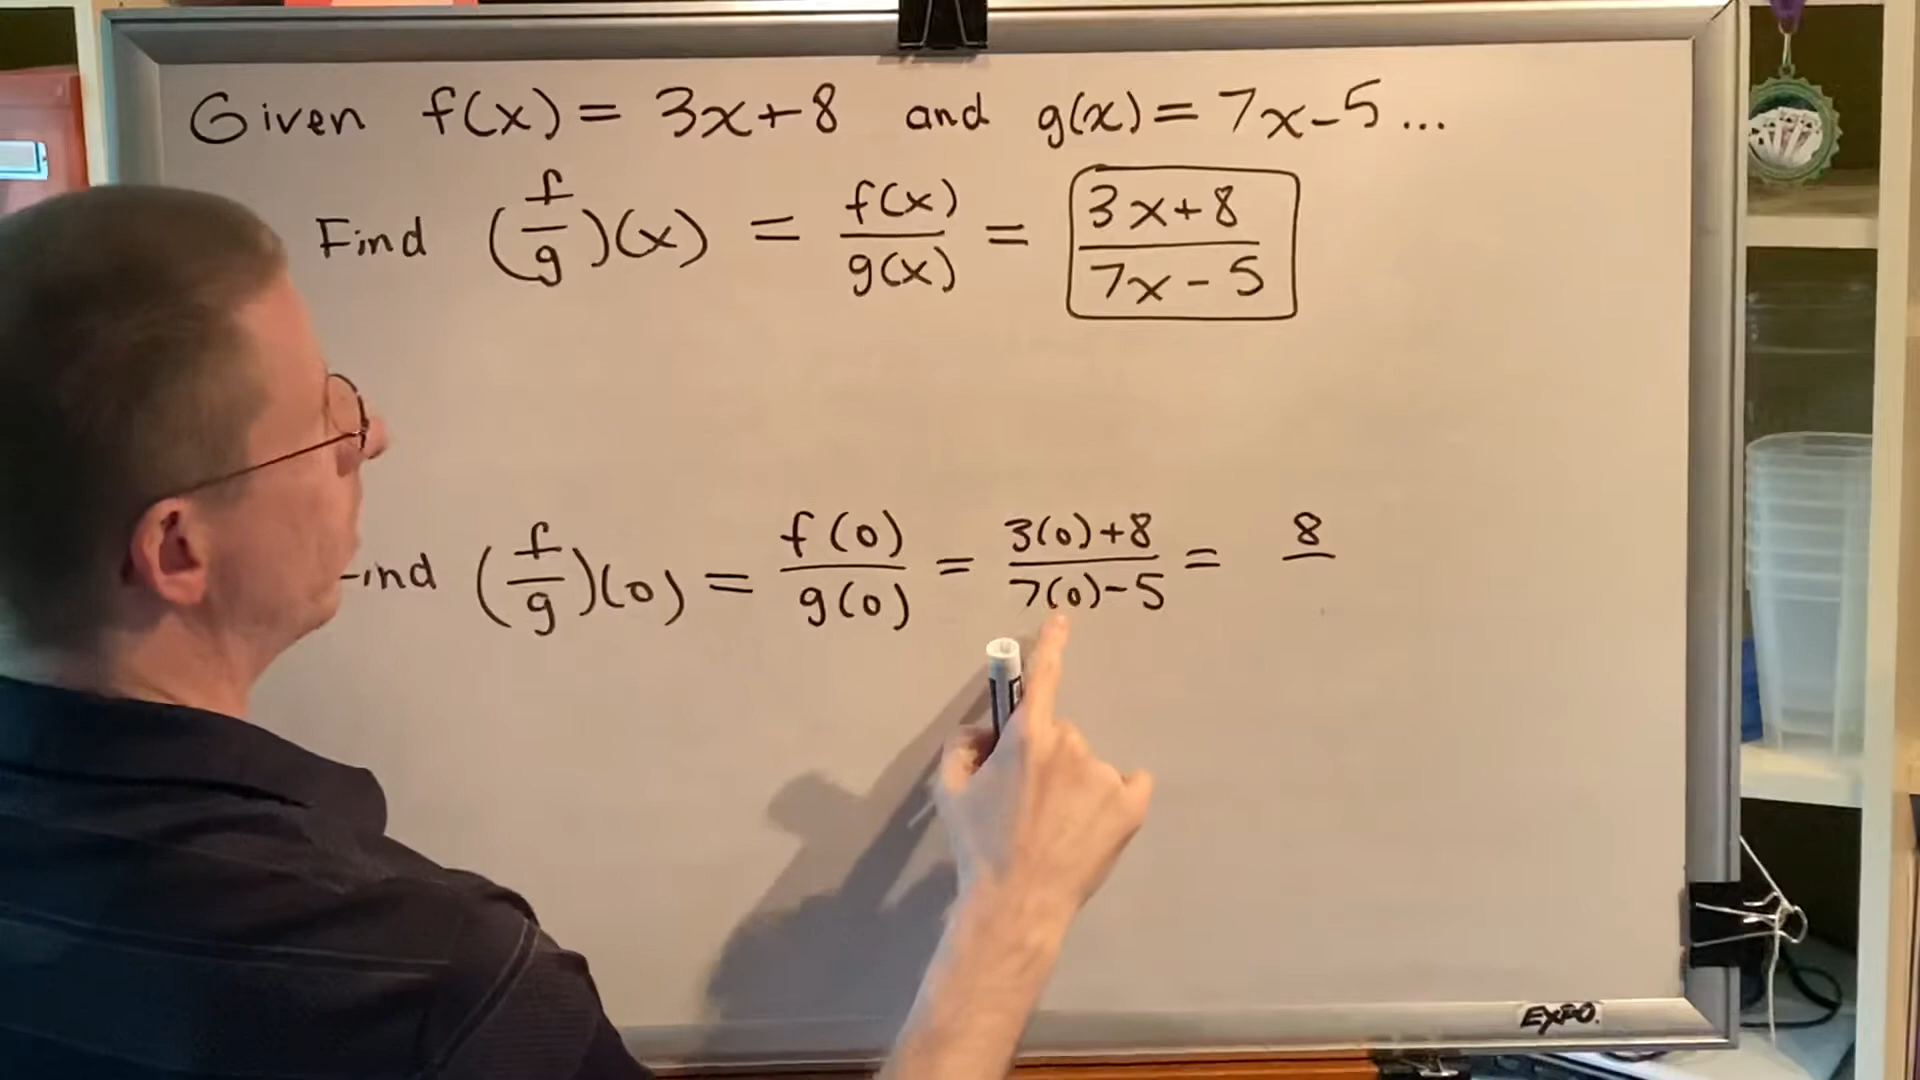 Given f(x) = 3x+8 and g(x) = 7x-5...
Find (f/g)(x) = f(x)/g(x) = 3x+8/7x-5
ind (f/g)(0) = f(0)/g(0) = 3(0)+8/7(0)-5 = 8/
EXPO